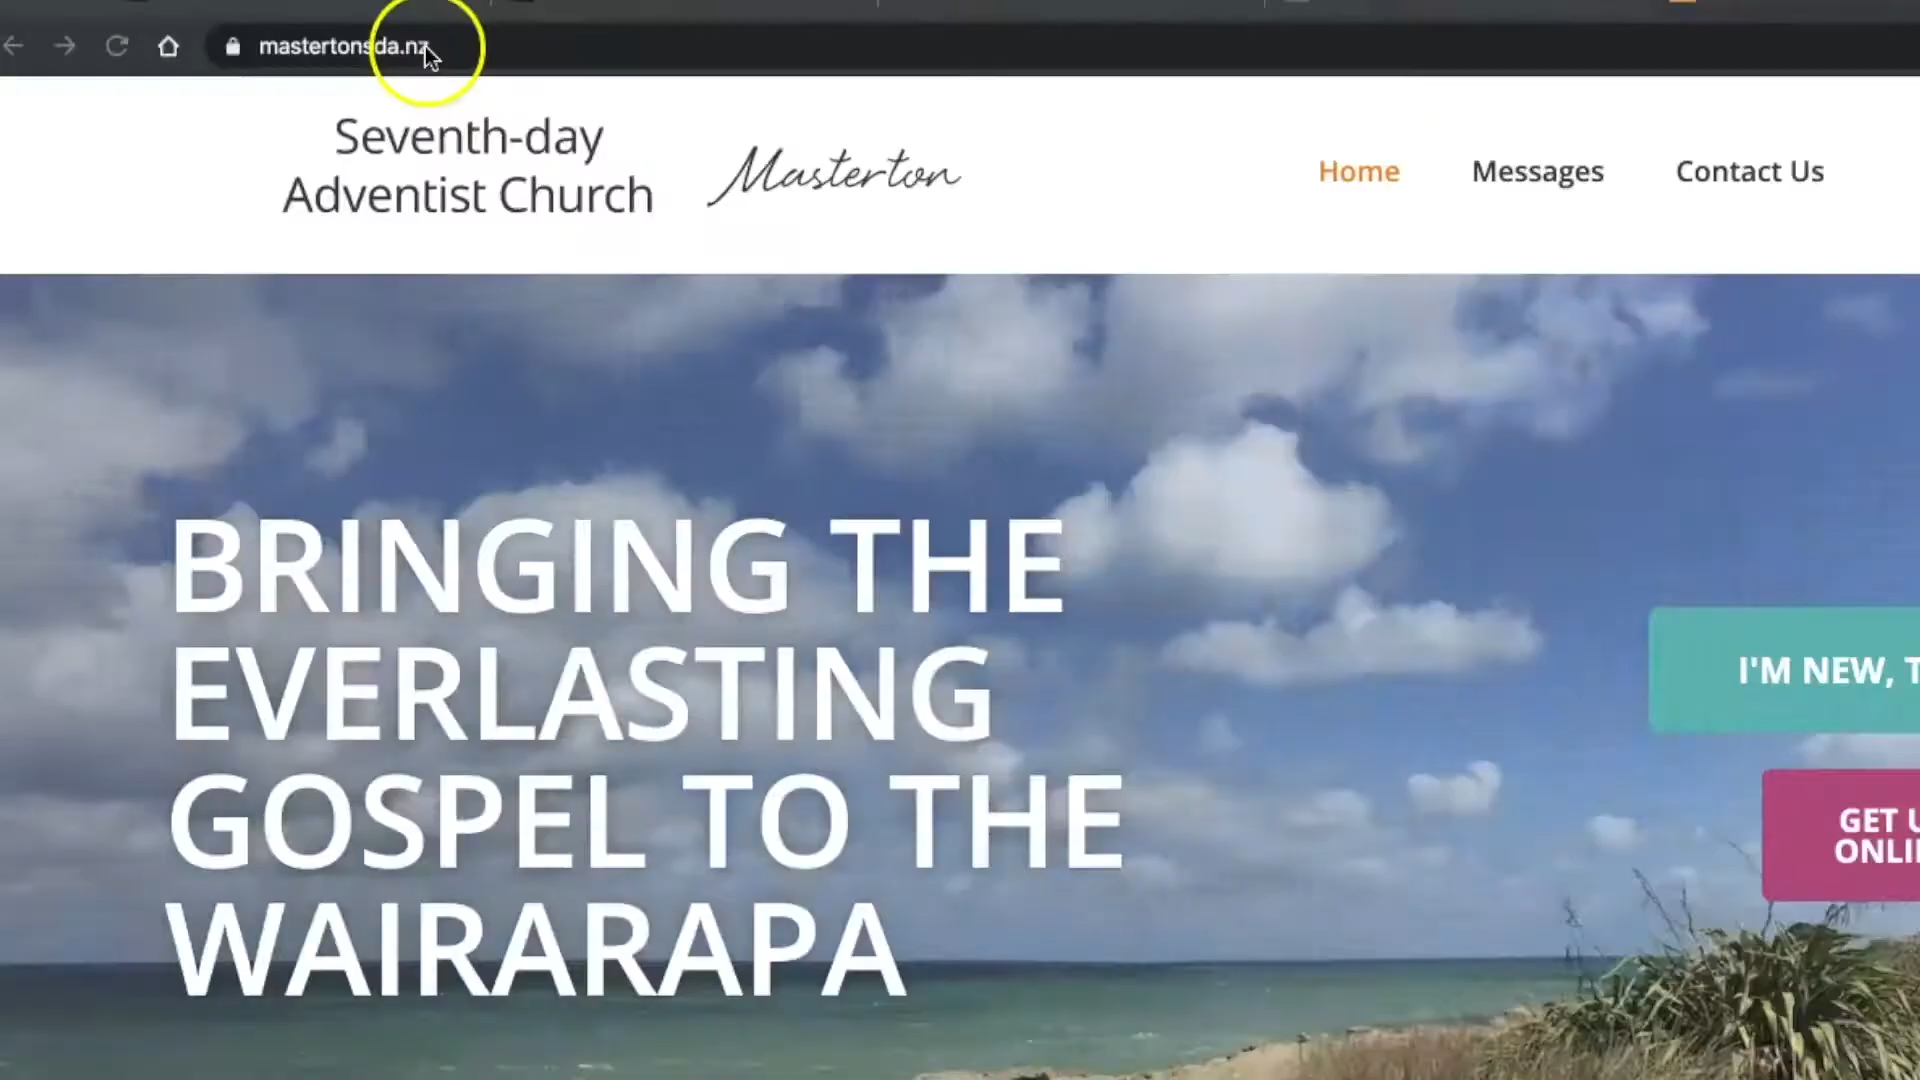 mastertonsda.nz
Seventh-day
Adventist Church
Masterton
Home
Messages
Contact Us
BRINGING THE
EVERLASTING
GOSPEL TO THE
WAIRARAPA
I'M NEW,
GET